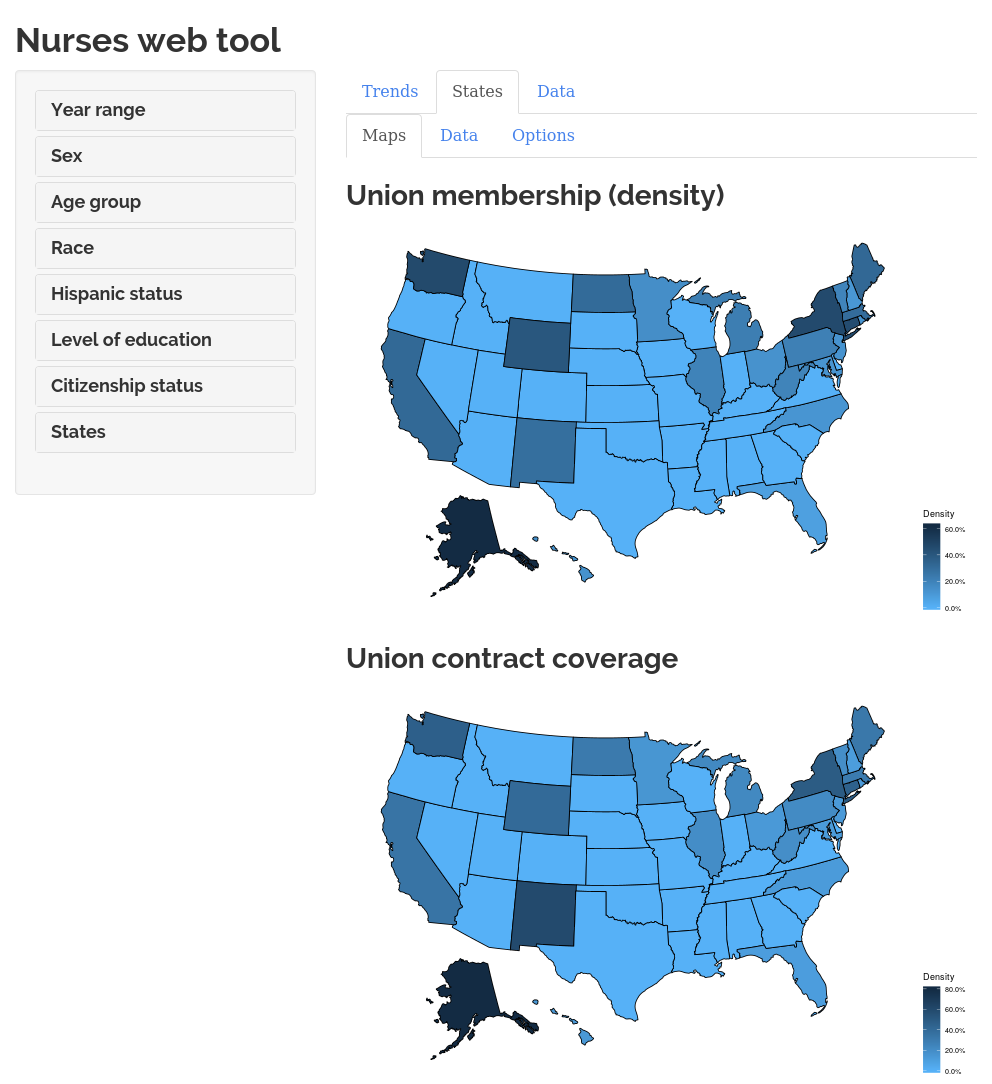 Nurses web tool
Year range
Sex
Age group
Race
Hispanic status
Level of education
Citizenship status
States
Trends States Data
Maps Data Options
Union membership (density)
Density
60.0%
40.0%
20.0%
0.0%
Union contract coverage
Density
80.0%
60.0%
40.0%
20.0%
0.0%